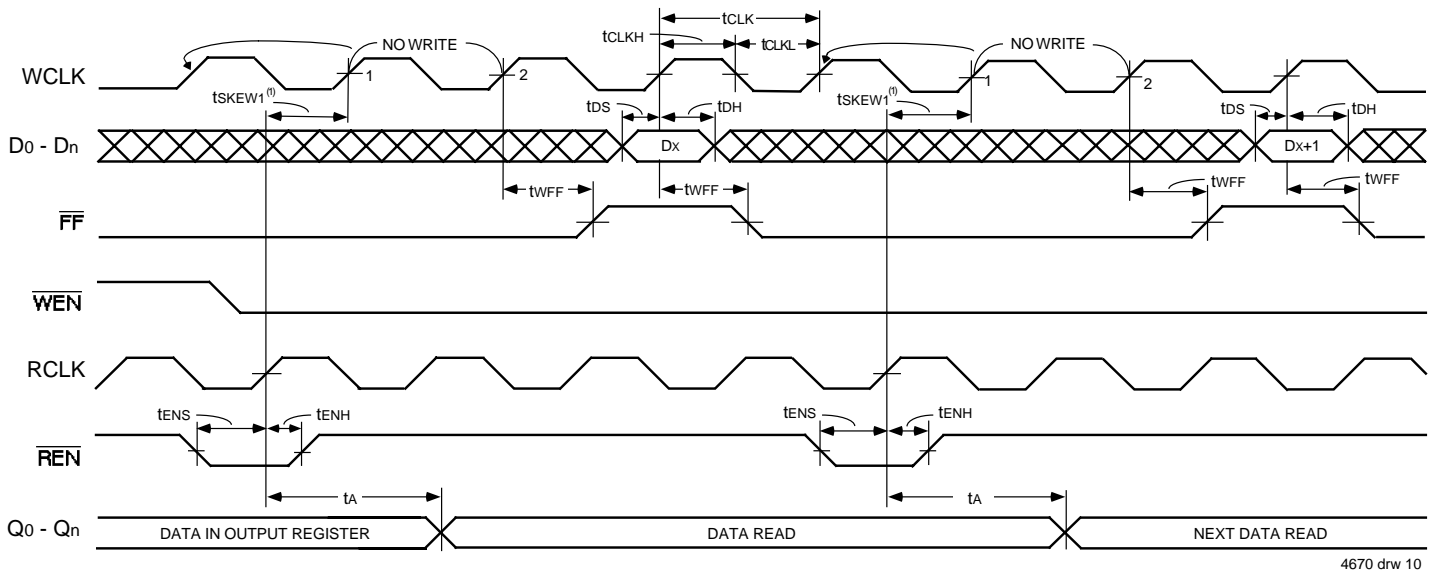 tCLK
tCLKH
tCLKL
NO WRITE
NO WRITE
WCLK
1
2
1
2
tSKEW1(1)
tSKEW1(1)
tDS
tDH
tDS
tDH
D0 - Dn
DX
DX+1
tWFF
tWFF
tWFF
tWFF
FF
WEN
RCLK
tENS
tENH
tENS
tENH
REN
tA
tA
Q0 - Qn
DATA IN OUTPUT REGISTER
DATA READ
NEXT DATA READ
4670 drw 10